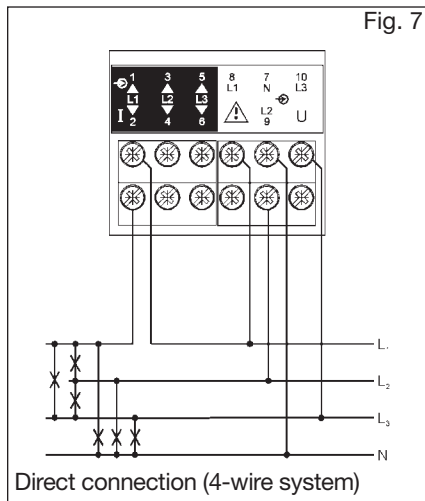 Fig. 7
1 3 5 8 7 10
L1 N L3
L1 L2 L3
I L2 U
2 4 6 9
L₁
L₂
L₃
N
Direct connection (4-wire system)